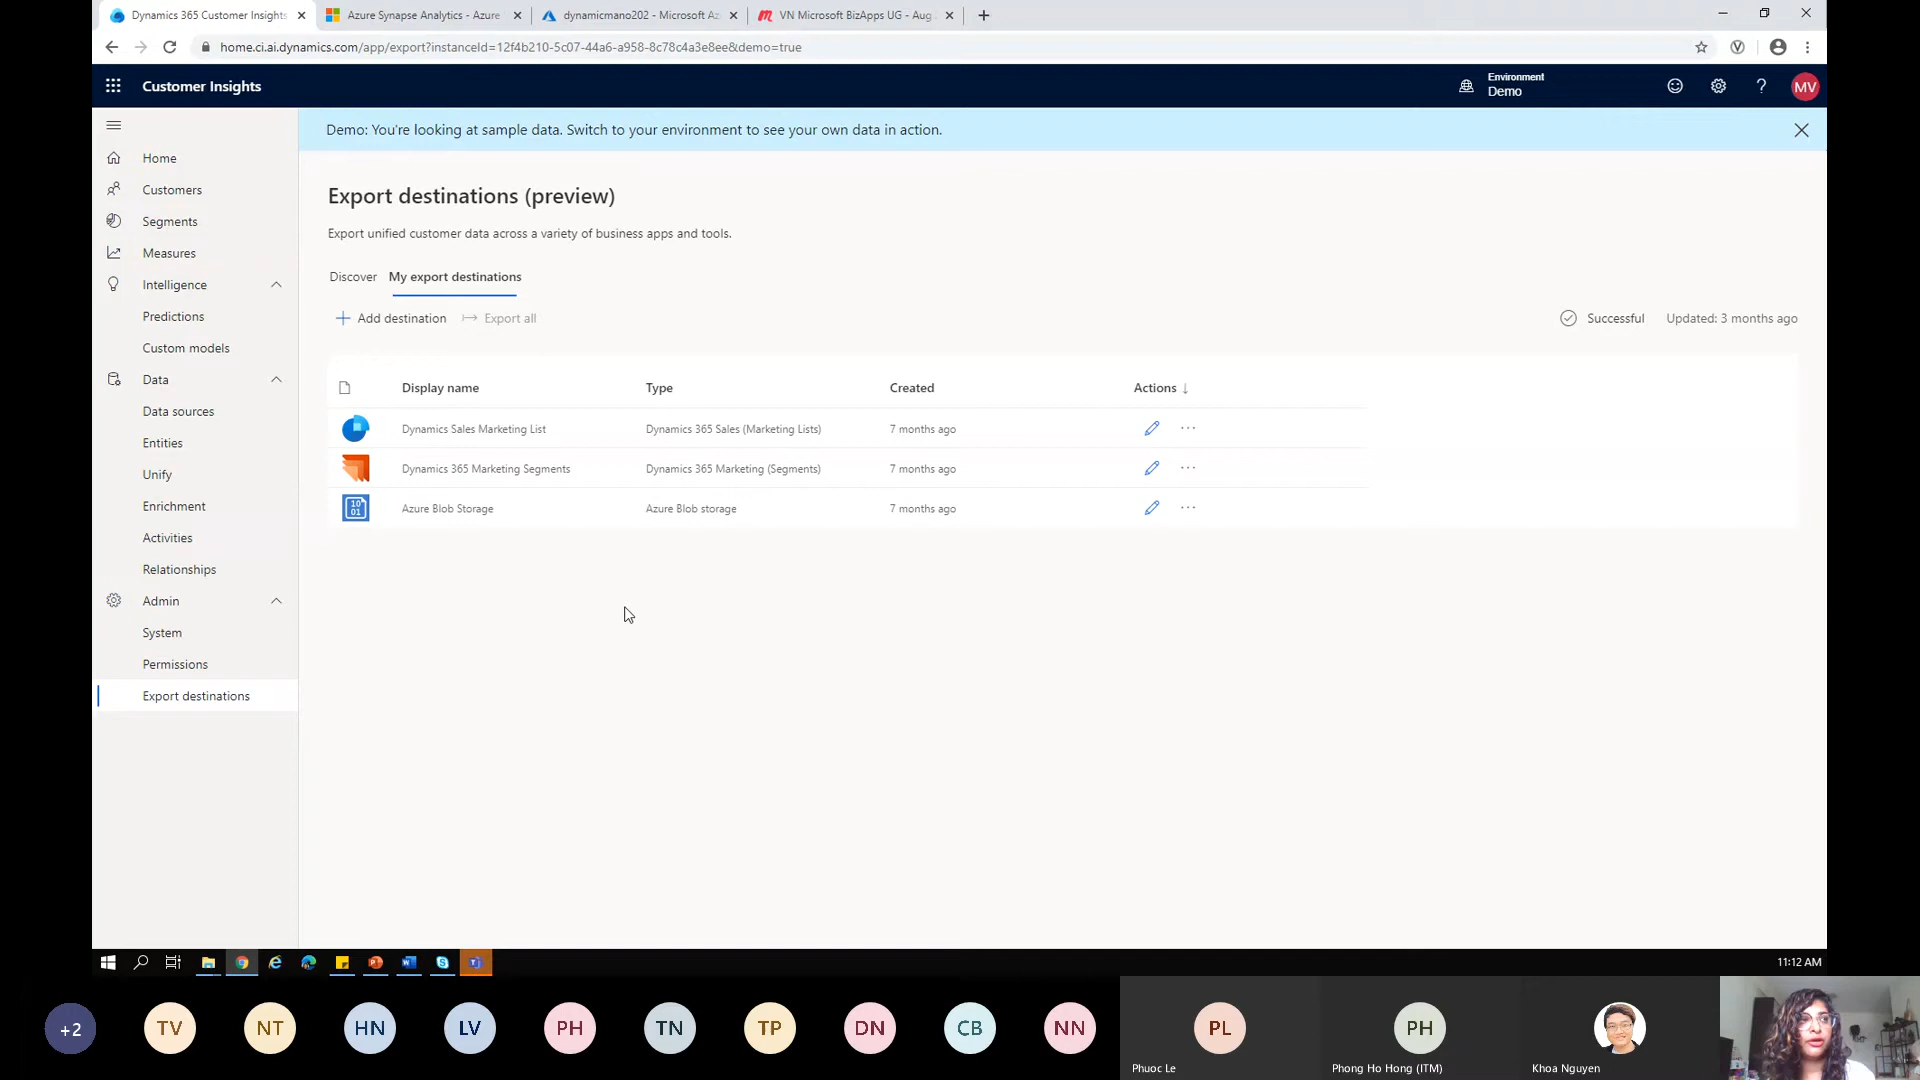 Dynamics 365 Customer Insights
Azure Synapse Analytics - Azure
dynamicmano202 - Microsoft Az
VN Microsoft BizApps UG - Aug
home.ci.ai.dynamics.com/app/export?instanceId=12f4b210-5c07-44a6-a958-8c78c4a3e8ee&demo=true
Customer Insights
Environment
Demo
?
MV
Demo: You're looking at sample data. Switch to your environment to see your own data in action.
Home
Customers
Segments
Measures
Intelligence
Predictions
Custom models
Data
Data sources
Entities
Unify
Enrichment
Activities
Relationships
Admin
System
Permissions
Export destinations
Export destinations (preview)
Export unified customer data across a variety of business apps and tools.
Discover My export destinations
Add destination Export all
Successful Updated: 3 months ago
Display name Type Created Actions ↓
Dynamics Sales Marketing List Dynamics 365 Sales (Marketing Lists) 7 months ago ...
Dynamics 365 Marketing Segments Dynamics 365 Marketing (Segments) 7 months ago ...
10
01
Azure Blob Storage Azure Blob storage 7 months ago ...
11:12 AM
+2 TV NT HN LV PH TN TP DN CB NN PL PH
Phuoc Le
Phong Ho Hong (ITM)
Khoa Nguyen